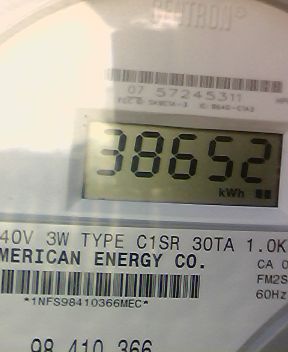 CENTRON®
07 57245311
38652
kWh
40V 3W TYPE C1SR 30TA 1.0K
MERICAN ENERGY CO.
CA 0
FM2S
60Hz
*1NFS98410366MEC*
98 410 366